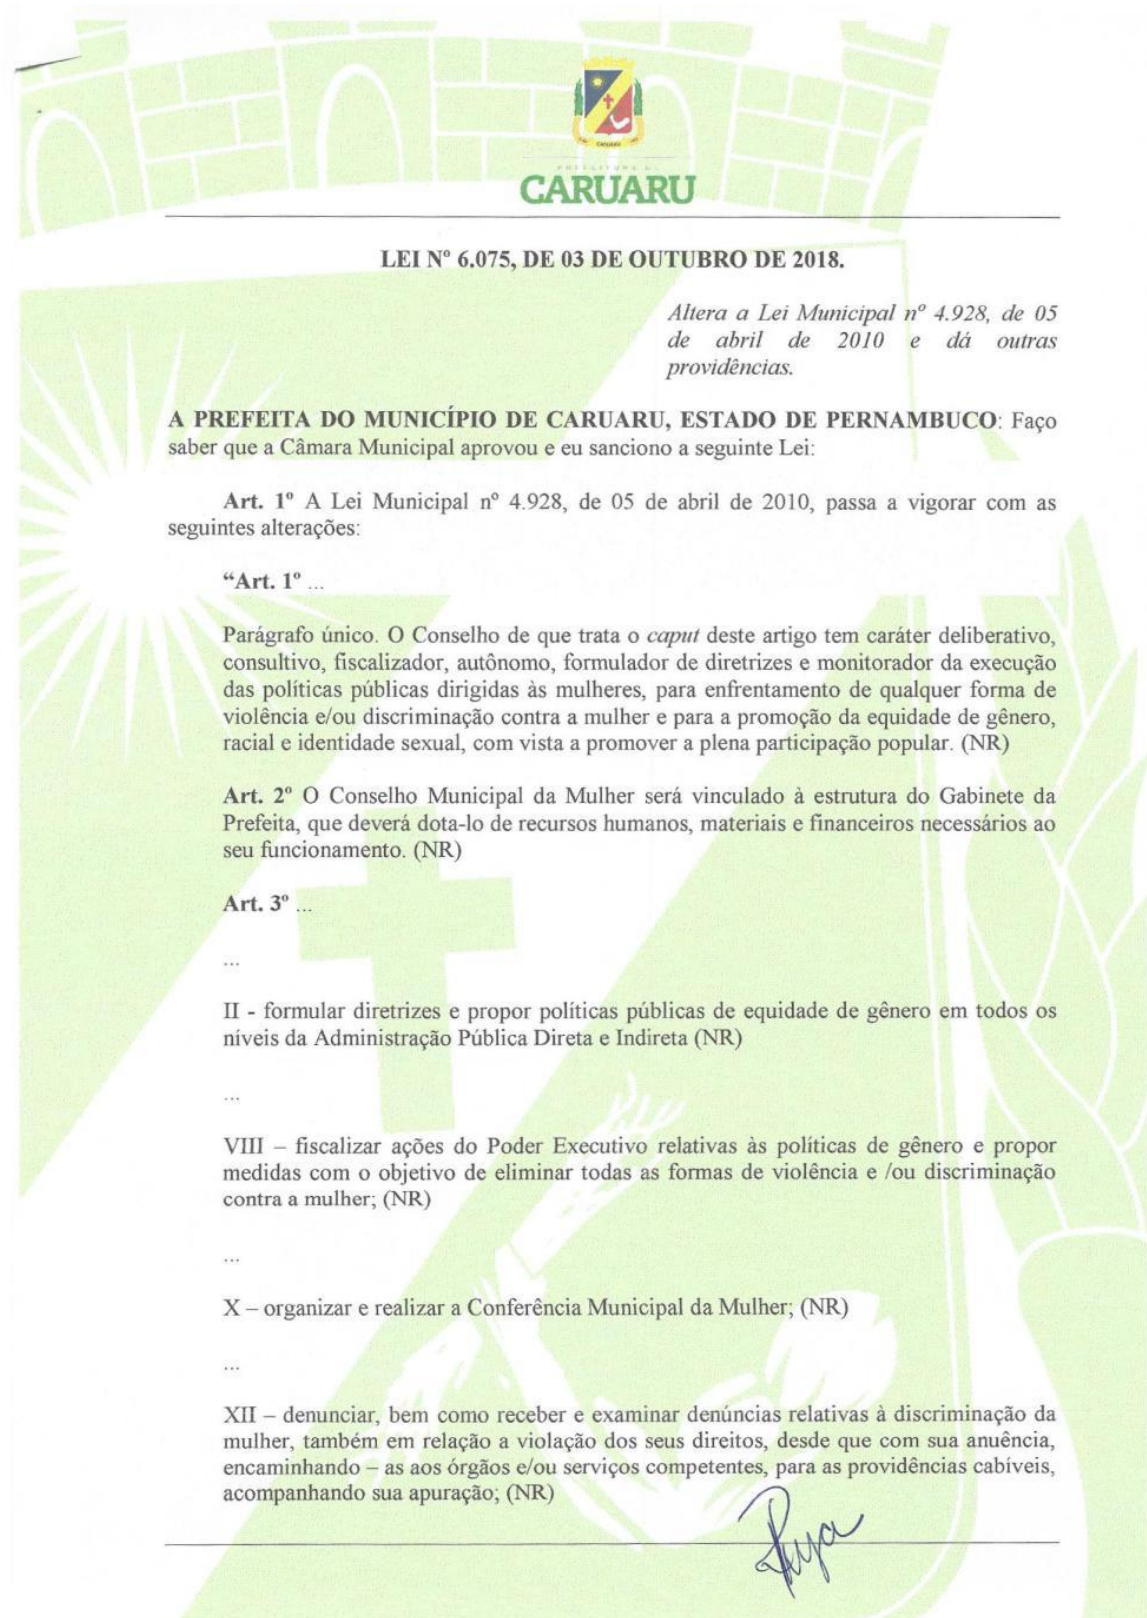 CARUARU
PREFEITURA DE
CARUARU
LEI Nº 6.075, DE 03 DE OUTUBRO DE 2018.
Altera a Lei Municipal nº 4.928, de 05
de abril de 2010 e dá outras
providências.
A PREFEITA DO MUNICÍPIO DE CARUARU, ESTADO DE PERNAMBUCO: Faço
saber que a Câmara Municipal aprovou e eu sanciono a seguinte Lei:
Art. 1º A Lei Municipal nº 4.928, de 05 de abril de 2010, passa a vigorar com as
seguintes alterações:
“Art. 1º ...
Parágrafo único. O Conselho de que trata o caput deste artigo tem caráter deliberativo,
consultivo, fiscalizador, autônomo, formulador de diretrizes e monitorador da execução
das políticas públicas dirigidas às mulheres, para enfrentamento de qualquer forma de
violência e/ou discriminação contra a mulher e para a promoção da equidade de gênero,
racial e identidade sexual, com vista a promover a plena participação popular. (NR)
Art. 2º O Conselho Municipal da Mulher será vinculado à estrutura do Gabinete da
Prefeita, que deverá dota-lo de recursos humanos, materiais e financeiros necessários ao
seu funcionamento. (NR)
Art. 3º ...
...
II - formular diretrizes e propor políticas públicas de equidade de gênero em todos os
níveis da Administração Pública Direta e Indireta (NR)
...
VIII – fiscalizar ações do Poder Executivo relativas às políticas de gênero e propor
medidas com o objetivo de eliminar todas as formas de violência e /ou discriminação
contra a mulher; (NR)
...
X – organizar e realizar a Conferência Municipal da Mulher; (NR)
...
XII – denunciar, bem como receber e examinar denúncias relativas à discriminação da
mulher, também em relação a violação dos seus direitos, desde que com sua anuência,
encaminhando – as aos órgãos e/ou serviços competentes, para as providências cabíveis,
acompanhando sua apuração; (NR)